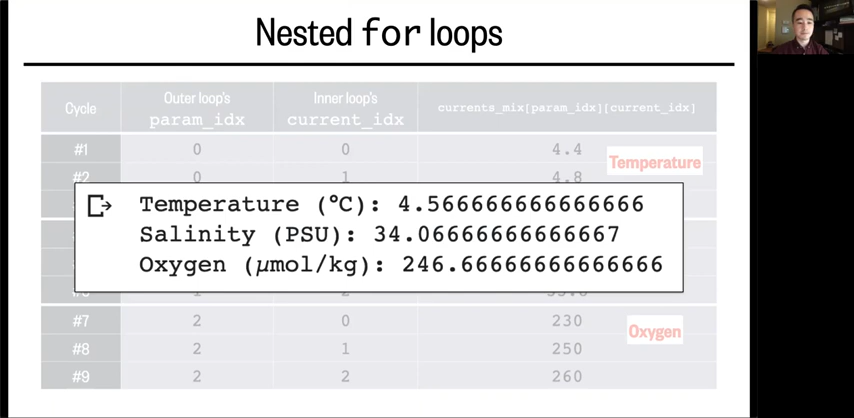 Nested for loops
Cycle Outer loop's param_idx Inner loop's current_idx currents_mix[param_idx][current_idx]
#1 0 0 4.4
Temperature
#2 0 1 4.8
Temperature (°C): 4.566666666666666
Salinity (PSU): 34.06666666666667
Oxygen (µmol/kg): 246.66666666666666
#7 2 0 230
Oxygen
#8 2 1 250
#9 2 2 260